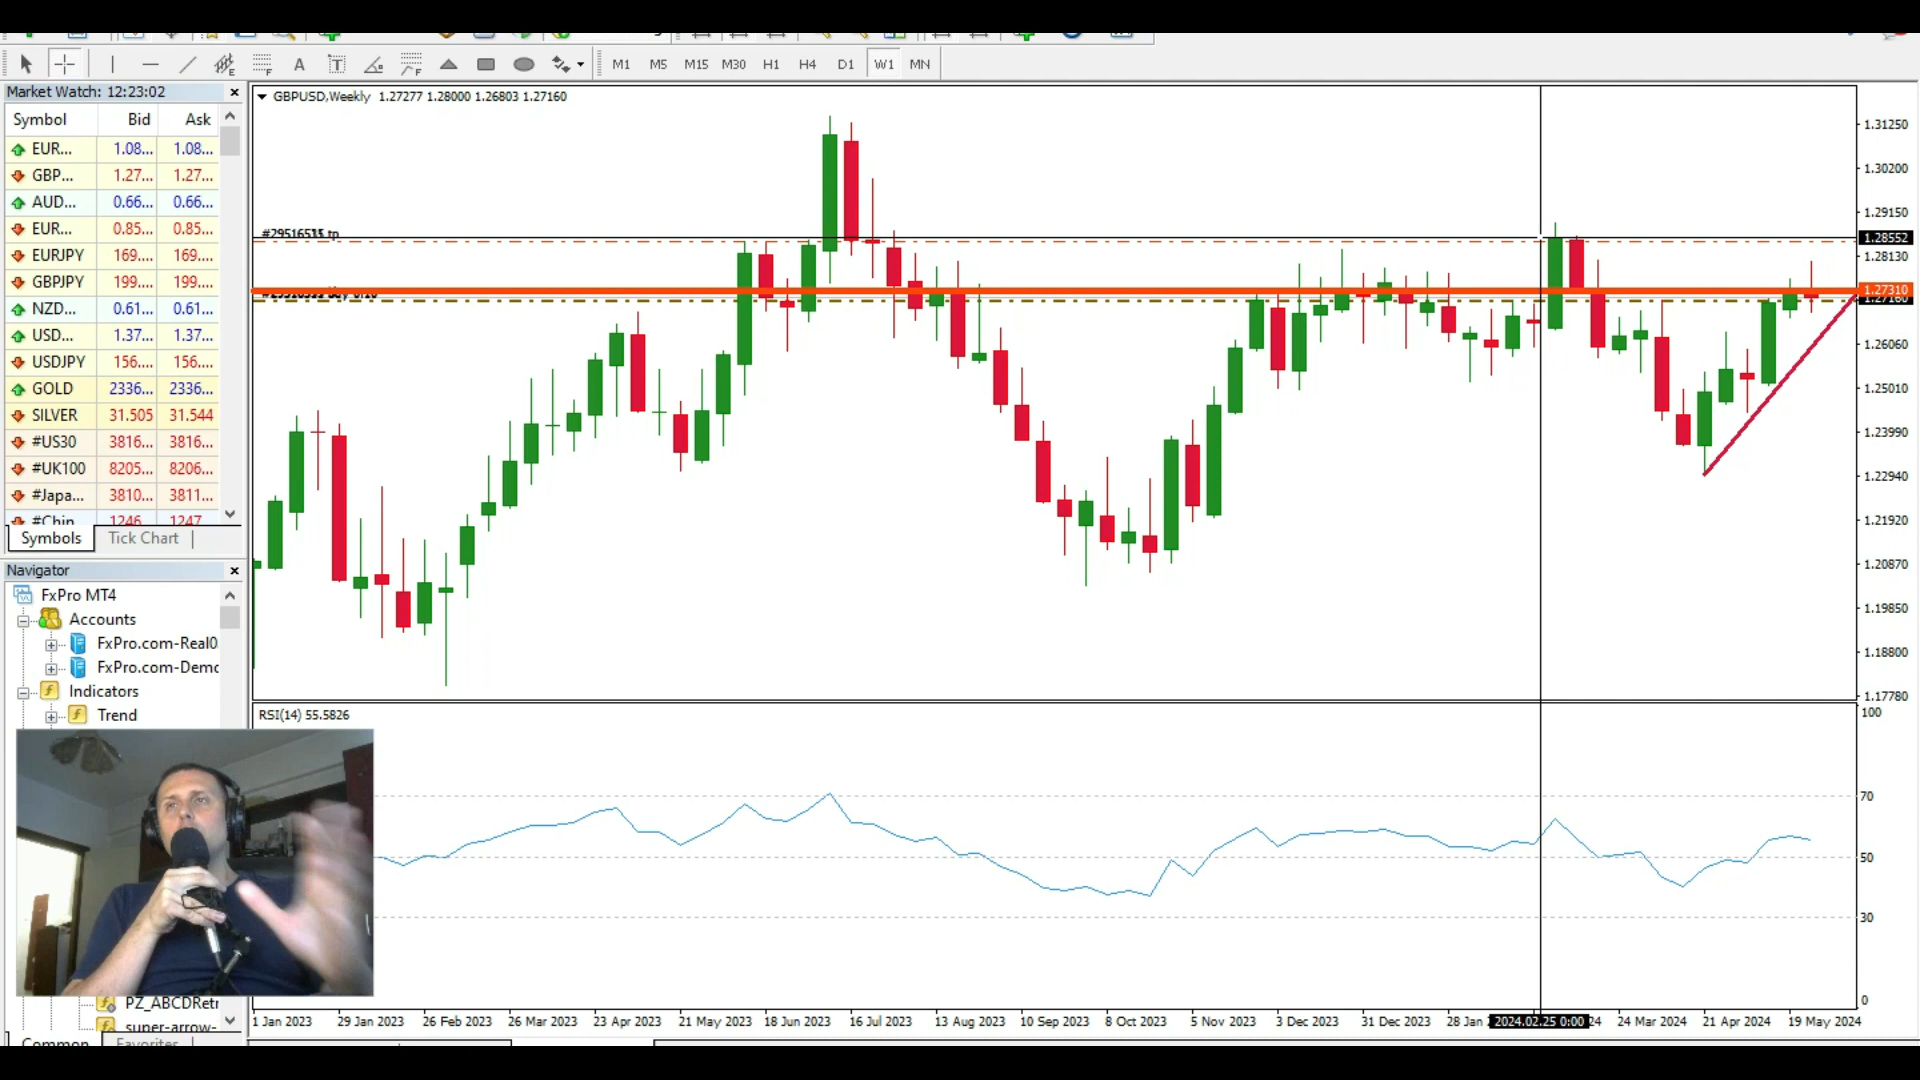 M1 M5 M15 M30 H1 H4 D1 W1 MN
Market Watch: 12:23:02
Symbol Bid Ask
EUR... 1.08... 1.08...
GBP... 1.27... 1.27...
AUD... 0.66... 0.66...
EUR... 0.85... 0.85...
EURJPY 169.... 169....
GBPJPY 199.... 199....
NZD... 0.61... 0.61...
USD... 1.37... 1.37...
USDJPY 156.... 156....
GOLD 2336... 2336...
SILVER 31.505 31.544
#US30 3816... 3816...
#UK100 8205... 8206...
#Japa... 3810... 3811...
#Chin 1246 1247
Symbols Tick Chart
Navigator
FxPro MT4
Accounts
FxPro.com-Real0
FxPro.com-Demo
Indicators
Trend
PZ_ABCDRetr
super-arrow-
Common Favorites
GBPUSD,Weekly 1.27277 1.28000 1.26803 1.27160
1.31250
1.30200
1.29150
1.28552
1.28130
1.27310
1.27160
1.26060
1.25010
1.23990
1.22940
1.21920
1.20870
1.19850
1.18800
1.17780
RSI(14) 55.5826
100
70
50
30
0
1 Jan 2023 29 Jan 2023 26 Feb 2023 26 Mar 2023 23 Apr 2023 21 May 2023 18 Jun 2023 16 Jul 2023 13 Aug 2023 10 Sep 2023 8 Oct 2023 5 Nov 2023 3 Dec 2023 31 Dec 2023 28 Jan 2024.02.25 0:00 24 24 Mar 2024 21 Apr 2024 19 May 2024